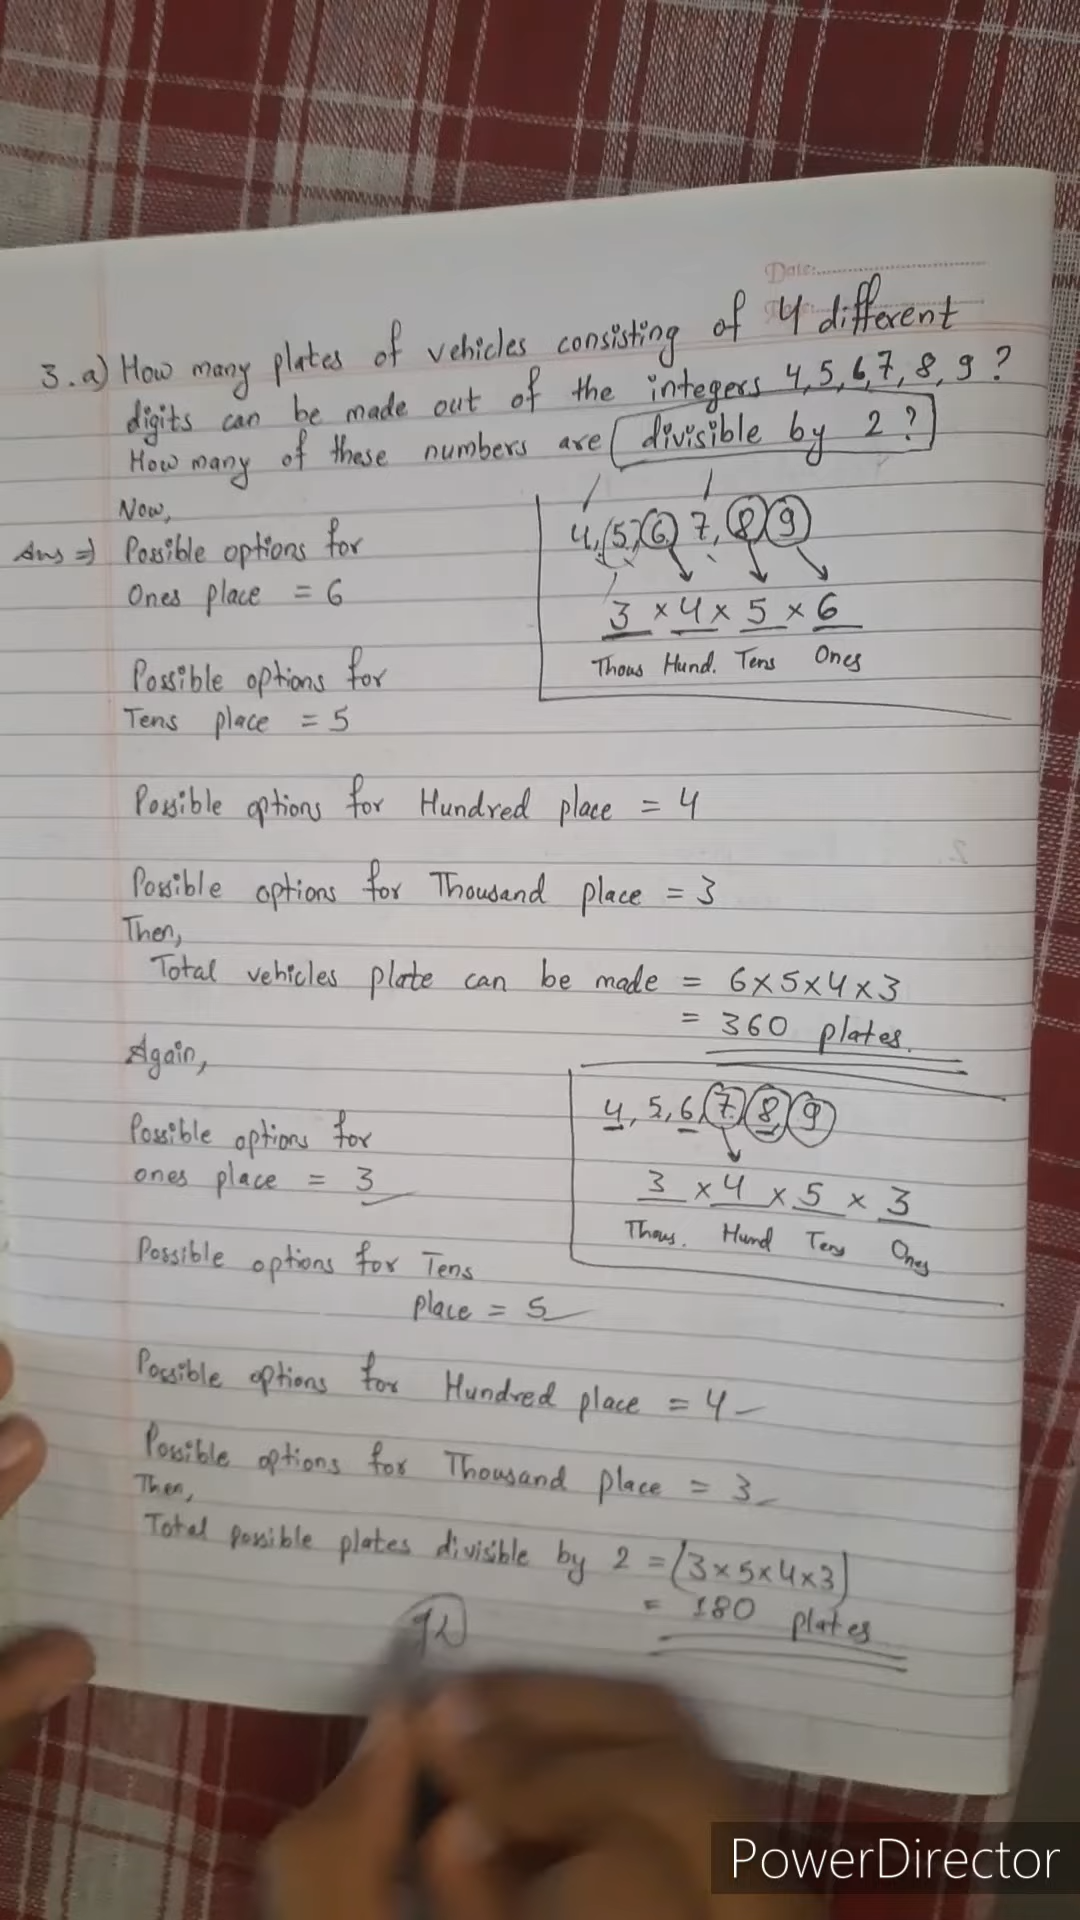 Date:
3.a) How many plates of vehicles consisting of 4 different
digits can be made out of the integers 4,5,6,7,8,9?
How many of these numbers are divisible by 2?
Now,
Ans ⇒ Possible options for
Ones place = 6
4,5,6,7,8,9
3 × 4 × 5 × 6
Thous Hund. Tens Ones
Possible options for
Tens place = 5
Possible options for Hundred place = 4
Possible options for Thousand place = 3
Then,
Total vehicles plate can be made = 6×5×4×3
= 360 plates.
Again,
Possible options for
ones place = 3
4,5,6,7,8,9
3 × 4 × 5 × 3
Thous. Hund Tens Ones
Possible options for Tens
place = 5
Possible options for Hundred place = 4
Possible options for Thousand place = 3
Then,
Total possible plates divisible by 2 = (3×5×4×3)
= 180 plates
PowerDirector